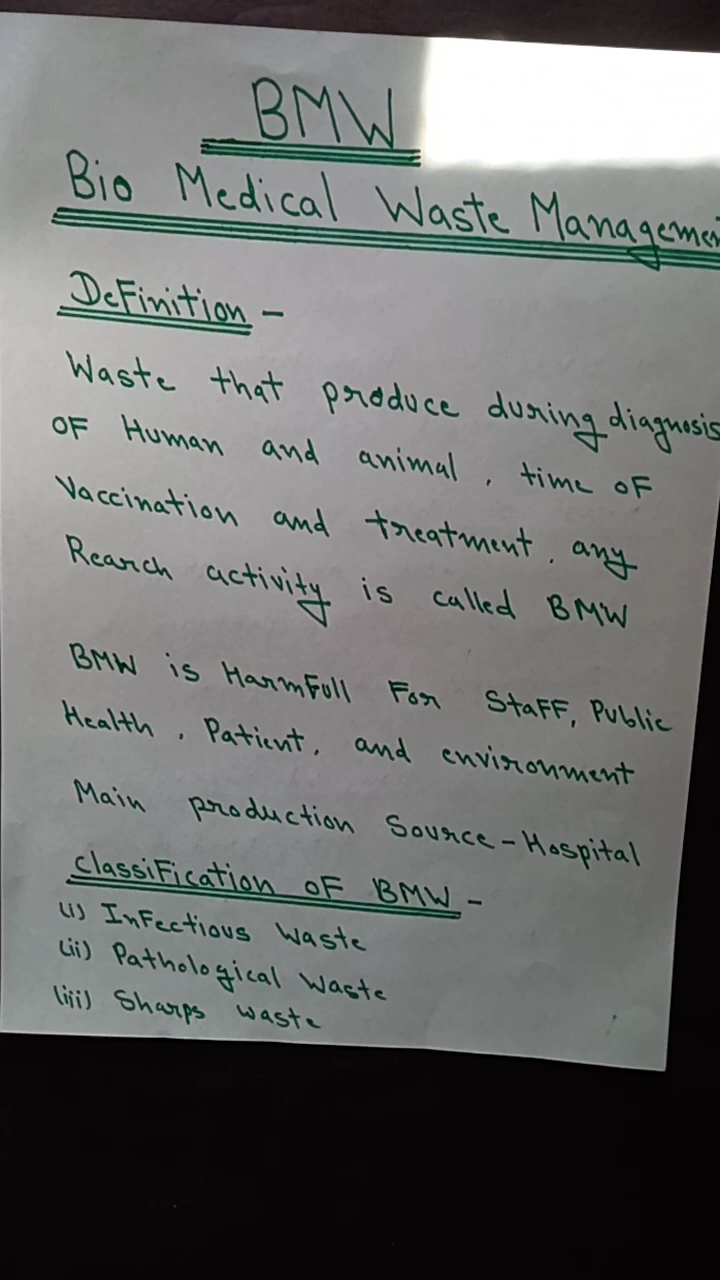 BMW
Bio Medical Waste Managemen
Definition -
Waste that produce during diagnosis
of Human and animal, time of
Vaccination and treatment, any
Rearch activity is called BMW
BMW is Harmfull For Staff, Public
Health, Patient, and environment
Main production Source - Hospital
classification of BMW -
(i) Infectious waste
(ii) Pathological waste
(iii) Sharps waste